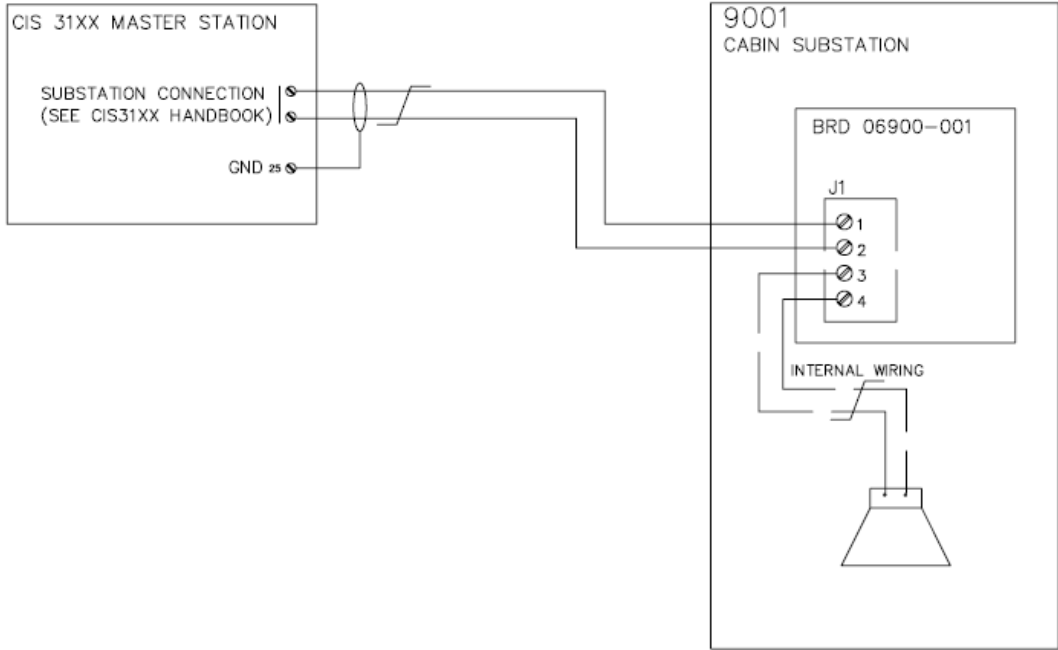 CIS 31XX MASTER STATION
SUBSTATION CONNECTION
(SEE CIS31XX HANDBOOK)
GND 25
9001
CABIN SUBSTATION
BRD 06900-001
J1
1
2
3
4
INTERNAL WIRING